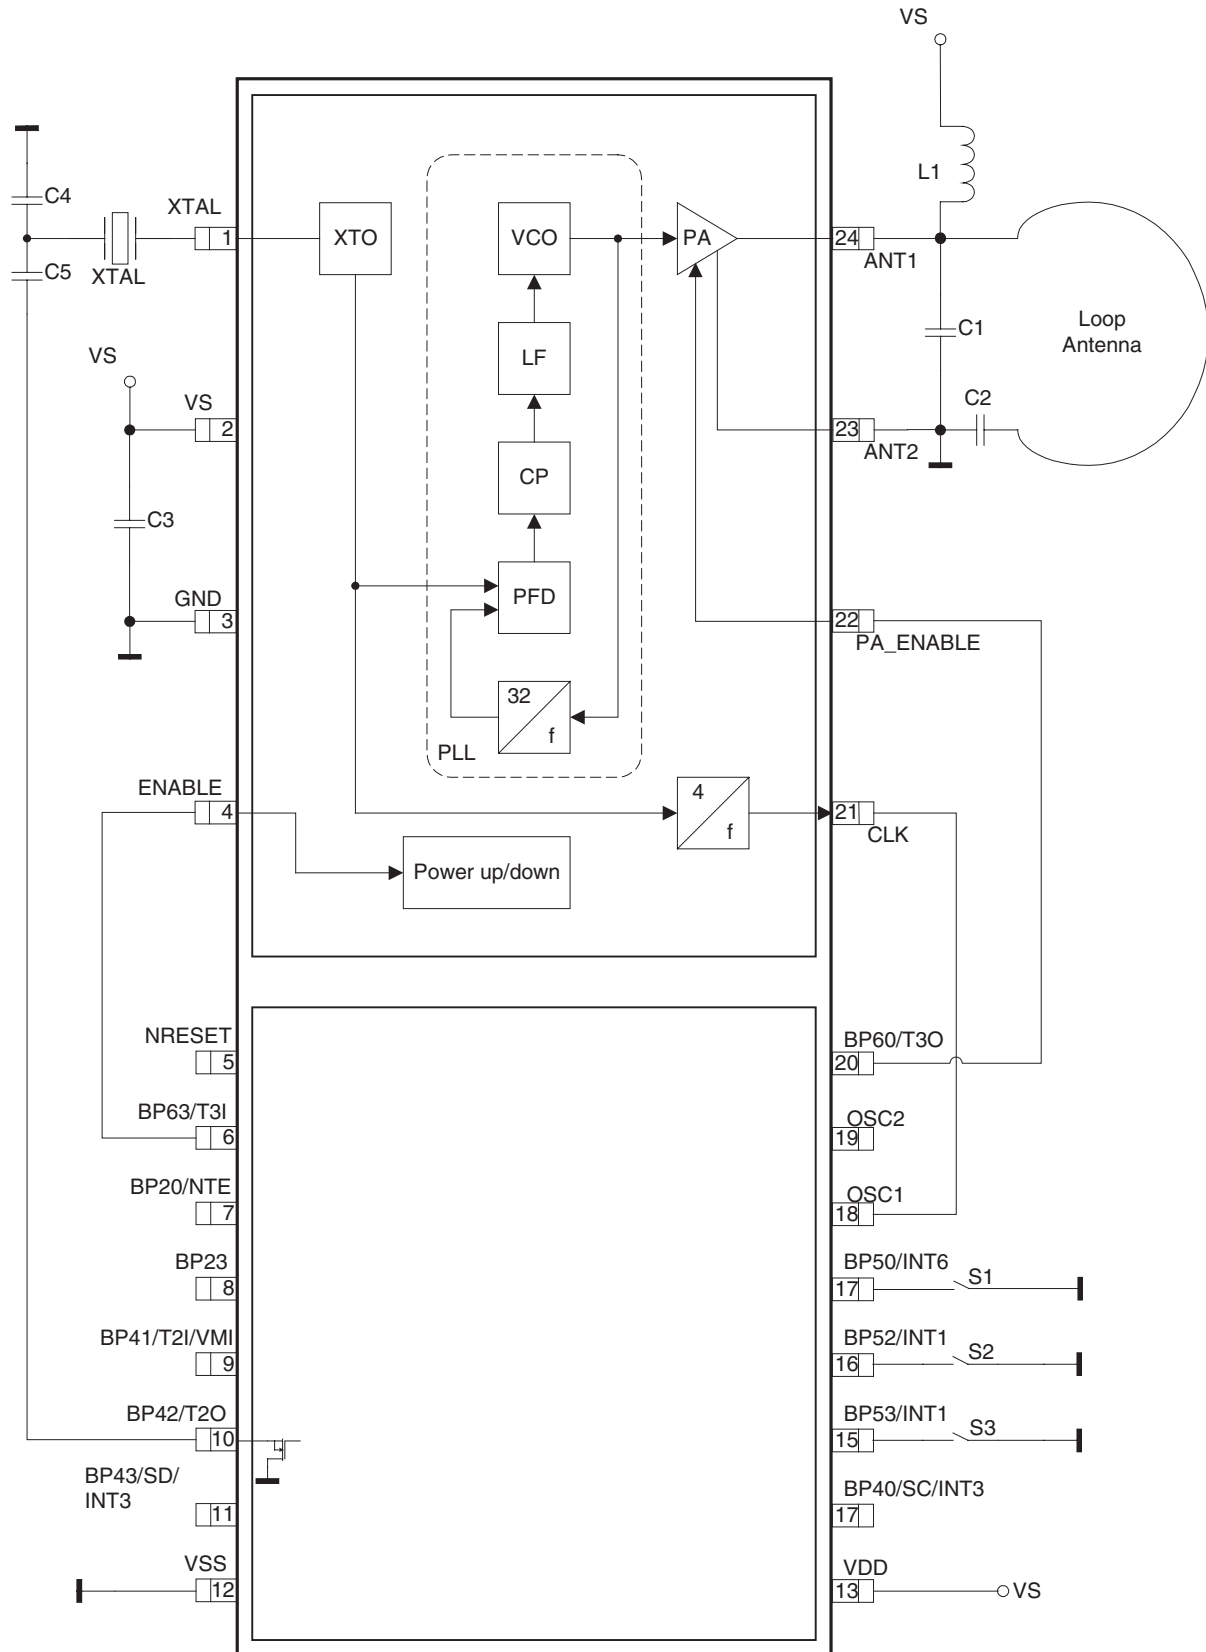 VS
L1
C4
XTAL
1
XTO
VCO
PA
24
ANT1
C5
XTAL
C1
Loop
Antenna
LF
VS
VS
2
C2
23
ANT2
CP
C3
GND
3
PFD
22
PA_ENABLE
32
f
PLL
ENABLE
4
4
f
21
CLK
Power up/down
NRESET
5
BP60/T3O
20
BP63/T3I
6
OSC2
19
BP20/NTE
7
OSC1
18
BP23
8
BP50/INT6
17
S1
BP41/T2I/VMI
9
BP52/INT1
16
S2
BP42/T2O
10
BP53/INT1
15
S3
BP43/SD/
INT3
11
BP40/SC/INT3
17
VSS
12
VDD
13
VS